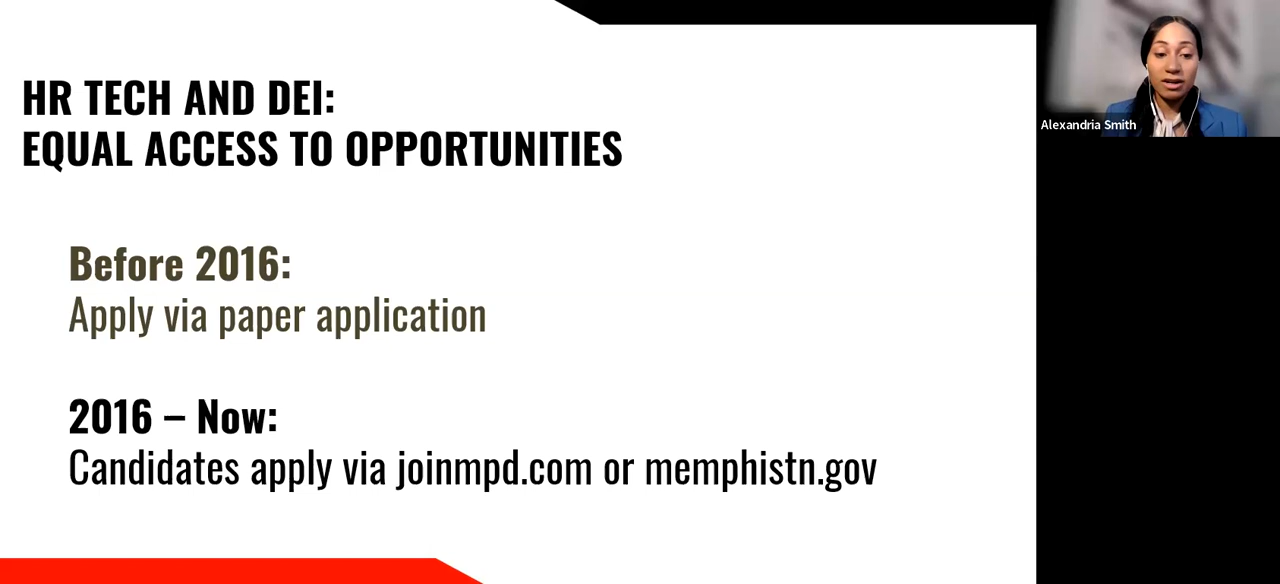 HR TECH AND DEI:
EQUAL ACCESS TO OPPORTUNITIES
Before 2016:
Apply via paper application
2016 – Now:
Candidates apply via joinmpd.com or memphistn.gov
Alexandria Smith